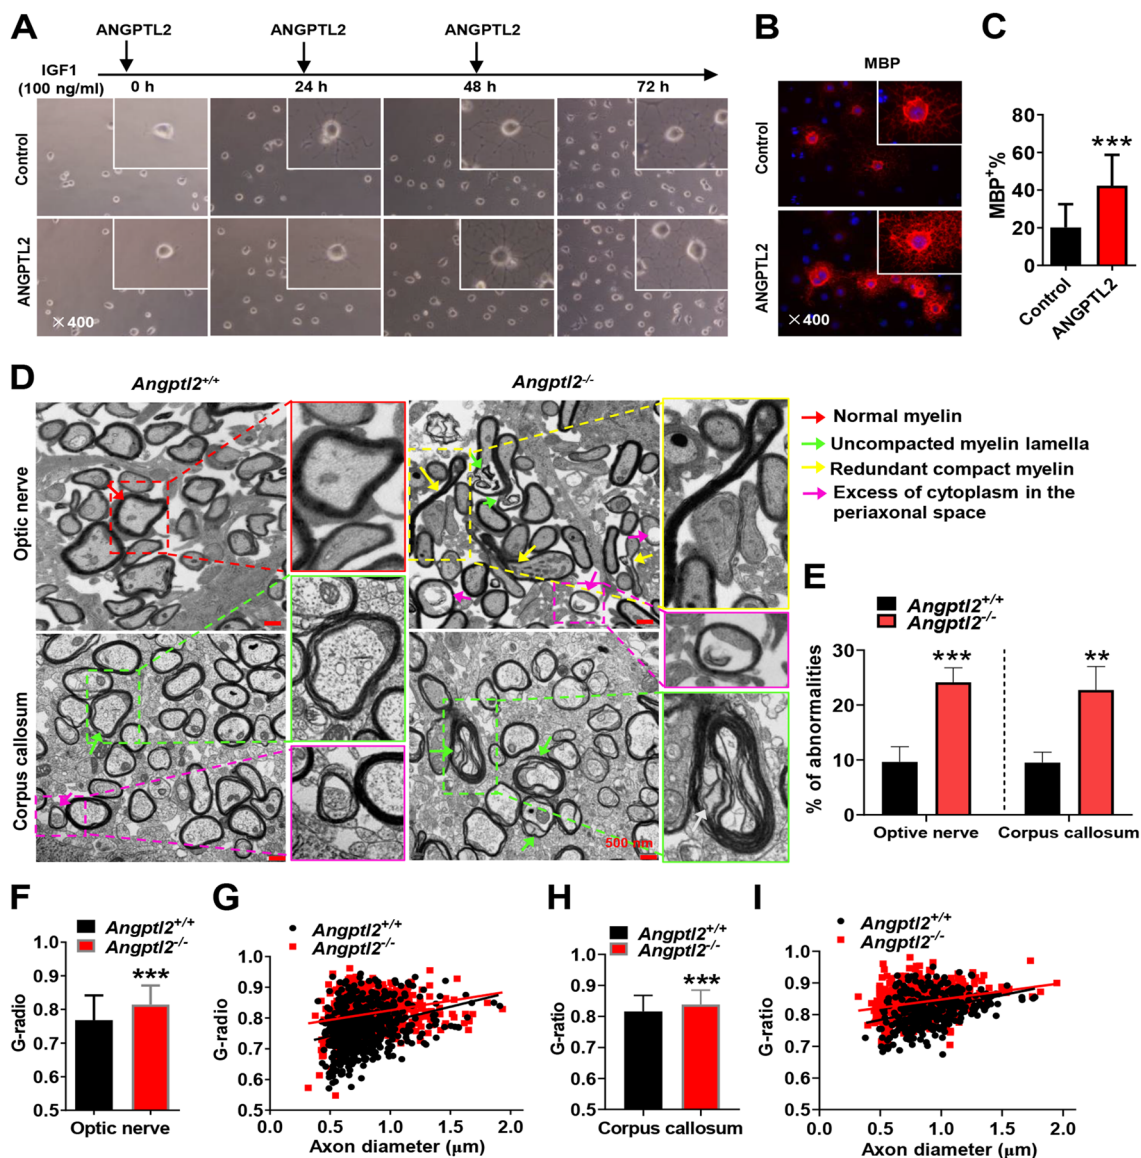 A
ANGPTL2
ANGPTL2
ANGPTL2
IGF1
(100 ng/ml)
0 h
24 h
48 h
72 h
Control
ANGPTL2
×400
B
MBP
Control
ANGPTL2
×400
C
MBP+%
80
60
40
20
0
***
Control
ANGPTL2
D
Angptl2+/+
Angptl2-/-
Optic nerve
Corpus callosum
500 nm
Normal myelin
Uncompacted myelin lamella
Redundant compact myelin
Excess of cytoplasm in the
periaxonal space
E
Angptl2+/+
Angptl2-/-
% of abnormalities
30
20
10
0
***
**
Optive nerve
Corpus callosum
F
Angptl2+/+
Angptl2-/-
G-radio
1.0
0.9
0.8
0.7
0.6
0.5
***
Optic nerve
G
Angptl2+/+
Angptl2-/-
G-radio
1.0
0.9
0.8
0.7
0.6
0.5
0.0
0.5
1.0
1.5
2.0
Axon diameter (μm)
H
Angptl2+/+
Angptl2-/-
G-ratio
1.0
0.9
0.8
0.7
0.6
0.5
***
Corpus callosum
I
Angptl2+/+
Angptl2-/-
G-ratio
1.0
0.9
0.8
0.7
0.6
0.5
0.0
0.5
1.0
1.5
2.0
Axon diameter (μm)